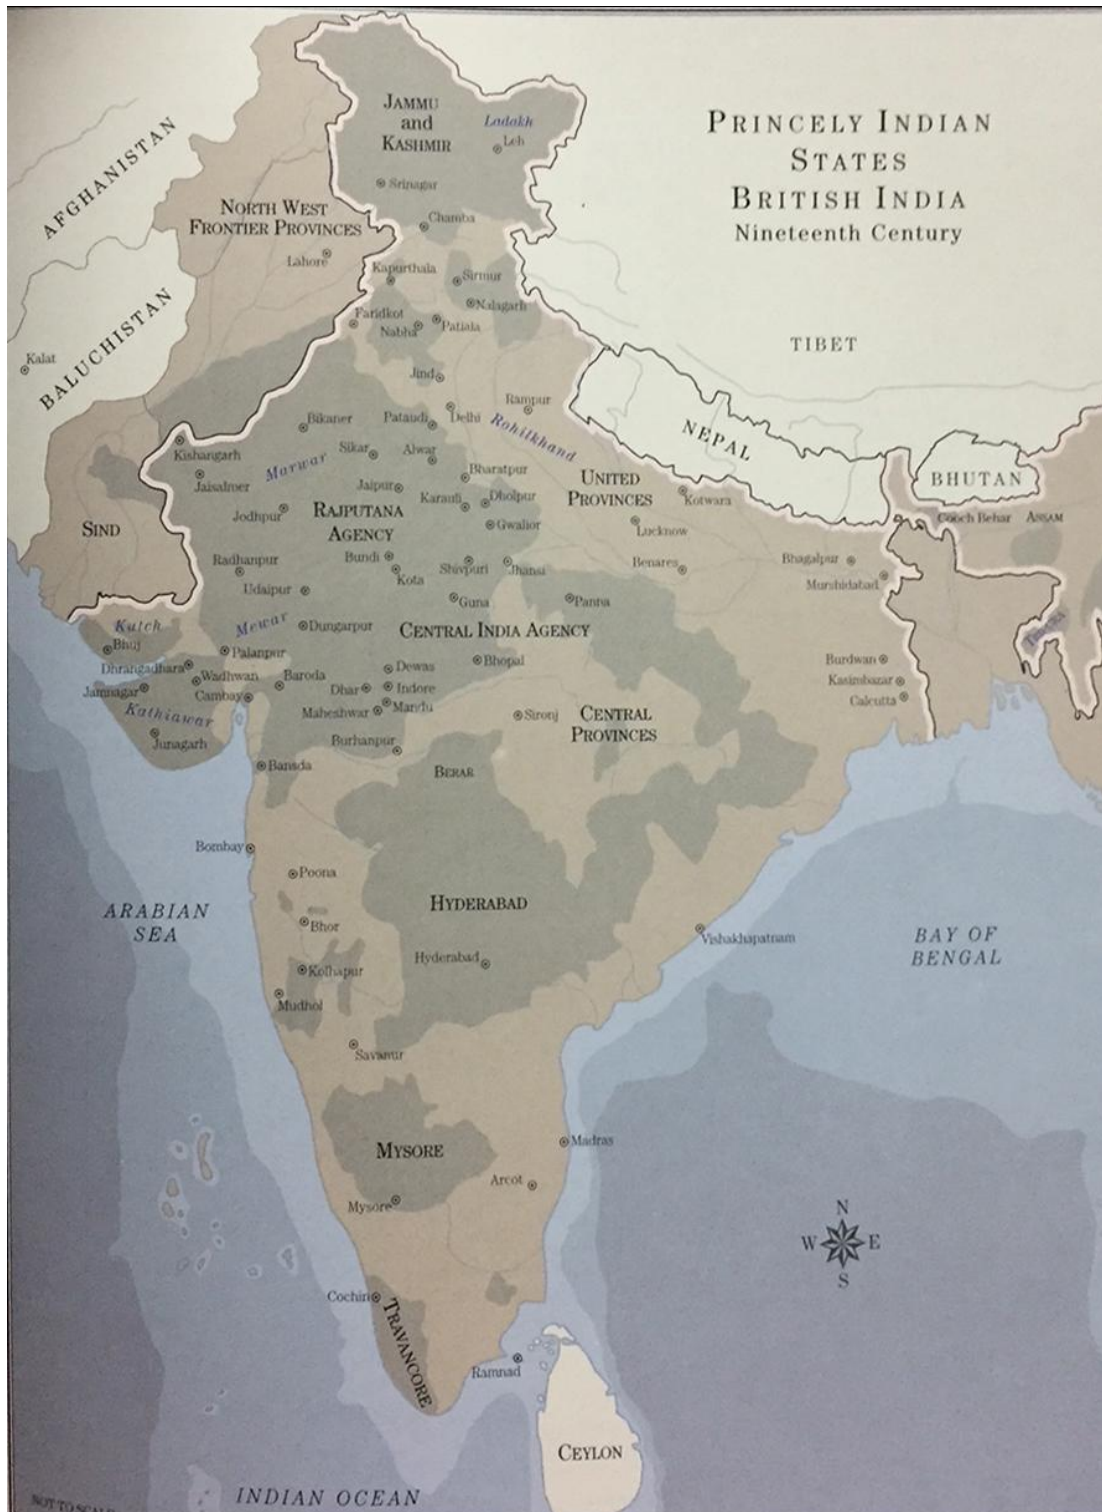 PRINCELY INDIAN
STATES
BRITISH INDIA
Nineteenth Century
JAMMU
and
KASHMIR
Ladakh
Leh
Srinagar
AFGHANISTAN
NORTH WEST
FRONTIER PROVINCES
Chamba
Lahore
Kapurthala
Sirmur
Nalagarh
Faridkot
Nabha
Patiala
BALUCHISTAN
Kalat
TIBET
Jind
Rampur
Bikaner
Pataudi
Delhi
Rohilkhand
NEPAL
Kishangarh
Marwar
Sikar
Alwar
Bharatpur
Jaisalmer
Jaipur
Karauli
Dholpur
UNITED
PROVINCES
Kotwara
BHUTAN
Cooch Behar
ASSAM
SIND
Jodhpur
RAJPUTANA
AGENCY
Gwalior
Lucknow
Radhanpur
Bundi
Kota
Shivpuri
Jhansi
Benares
Bhagalpur
Murshidabad
Udaipur
Guna
Panna
Kutch
Bhuj
Mewar
Dungarpur
CENTRAL INDIA AGENCY
TIPPERA
Palanpur
Dhrangadhara
Wadhwan
Baroda
Dewas
Bhopal
Burdwan
Jamnagar
Cambay
Dhar
Indore
Kasimbazar
Kathiawar
Maheshwar
Mandu
Sironj
CENTRAL
PROVINCES
Calcutta
Junagarh
Burhanpur
Bansda
BERAR
Bombay
Poona
ARABIAN
SEA
Bhor
HYDERABAD
Vishakhapatnam
BAY OF
BENGAL
Hyderabad
Kolhapur
Mudhol
Savanur
MYSORE
Madras
Arcot
Mysore
N
W
E
S
Cochin
TRAVANCORE
Ramnad
CEYLON
INDIAN OCEAN
NOT TO SCALE